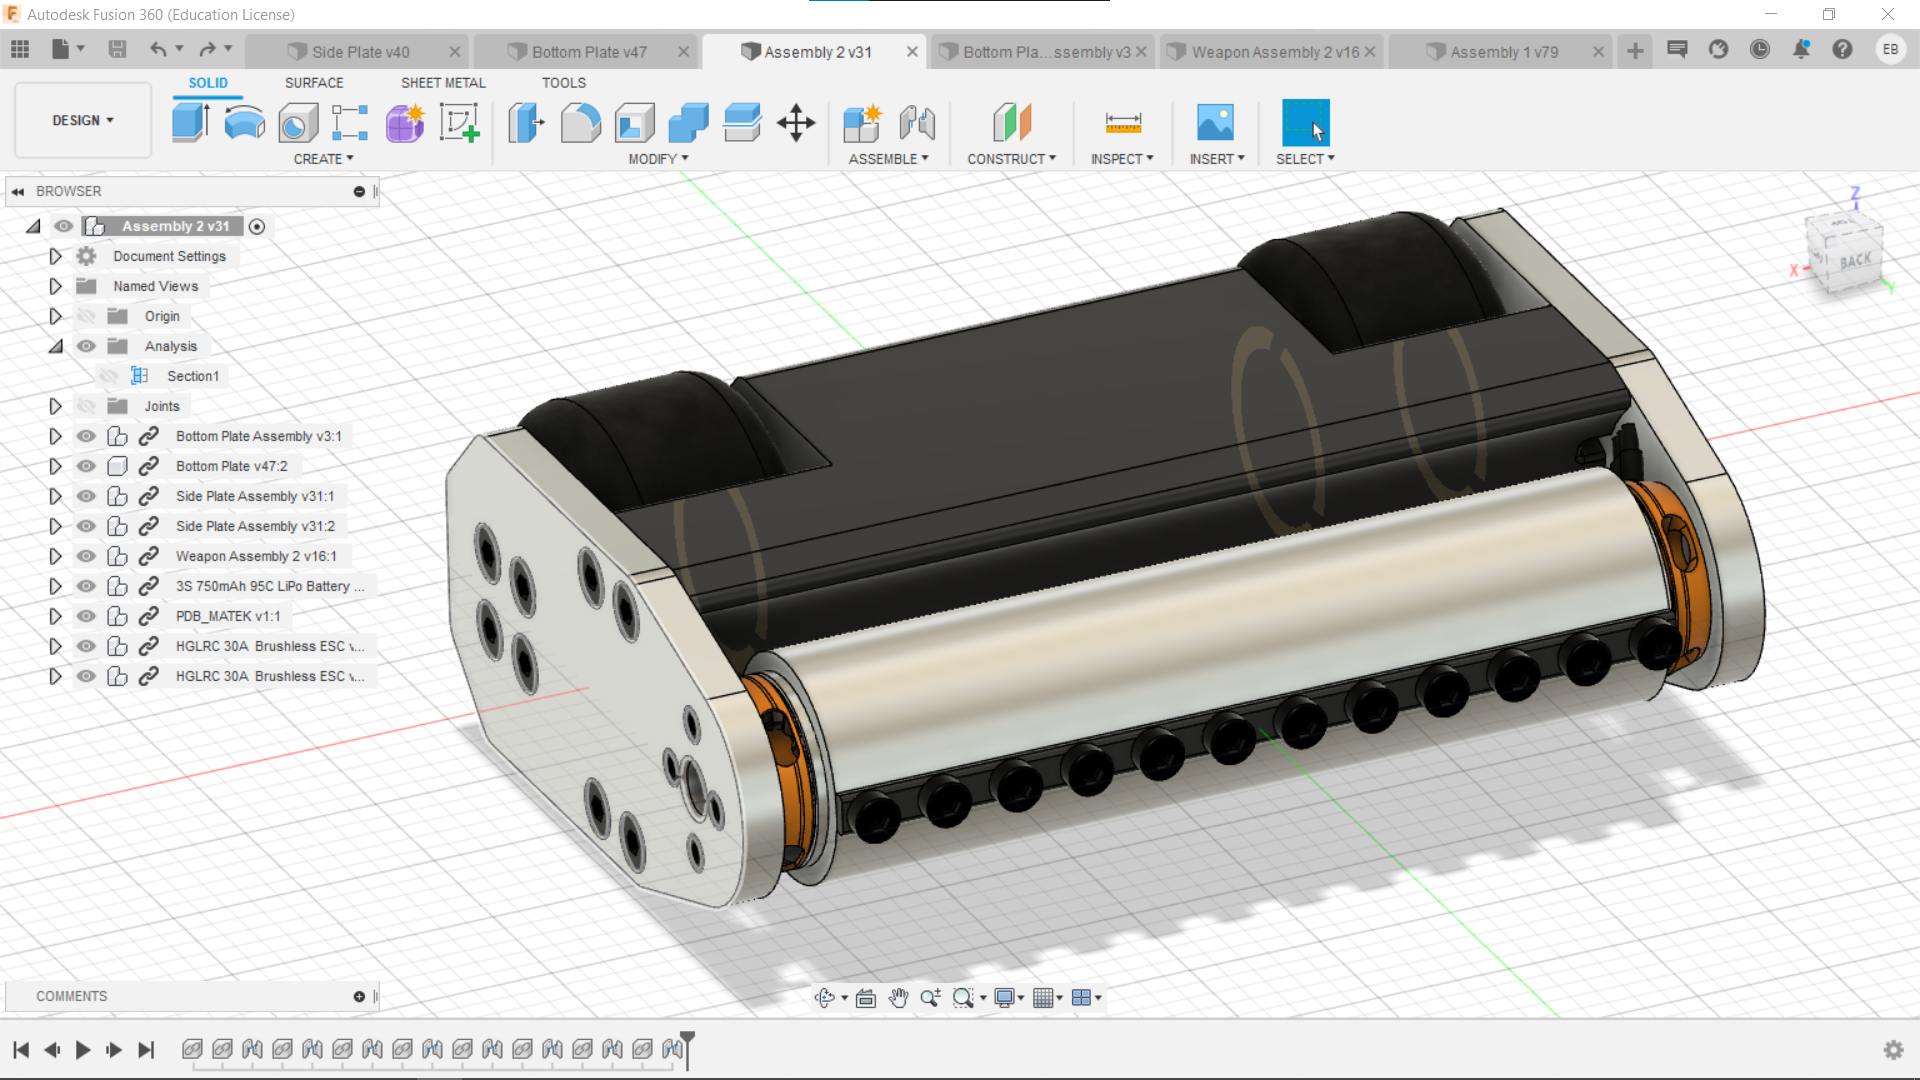 Autodesk Fusion 360 (Education License)
Side Plate v40
Bottom Plate v47
Assembly 2 v31
Bottom Pla...ssembly v3
Weapon Assembly 2 v16
Assembly 1 v79
EB
SOLID
SURFACE
SHEET METAL
TOOLS
DESIGN
CREATE
MODIFY
ASSEMBLE
CONSTRUCT
INSPECT
INSERT
SELECT
BROWSER
Assembly 2 v31
Document Settings
Named Views
Origin
Analysis
Section1
Joints
Bottom Plate Assembly v3:1
Bottom Plate v47:2
Side Plate Assembly v31:1
Side Plate Assembly v31:2
Weapon Assembly 2 v16:1
3S 750mAh 95C LiPo Battery ...
PDB_MATEK v1:1
HGLRC 30A Brushless ESC v...
HGLRC 30A Brushless ESC v...
Z
X
BACK
Y
COMMENTS